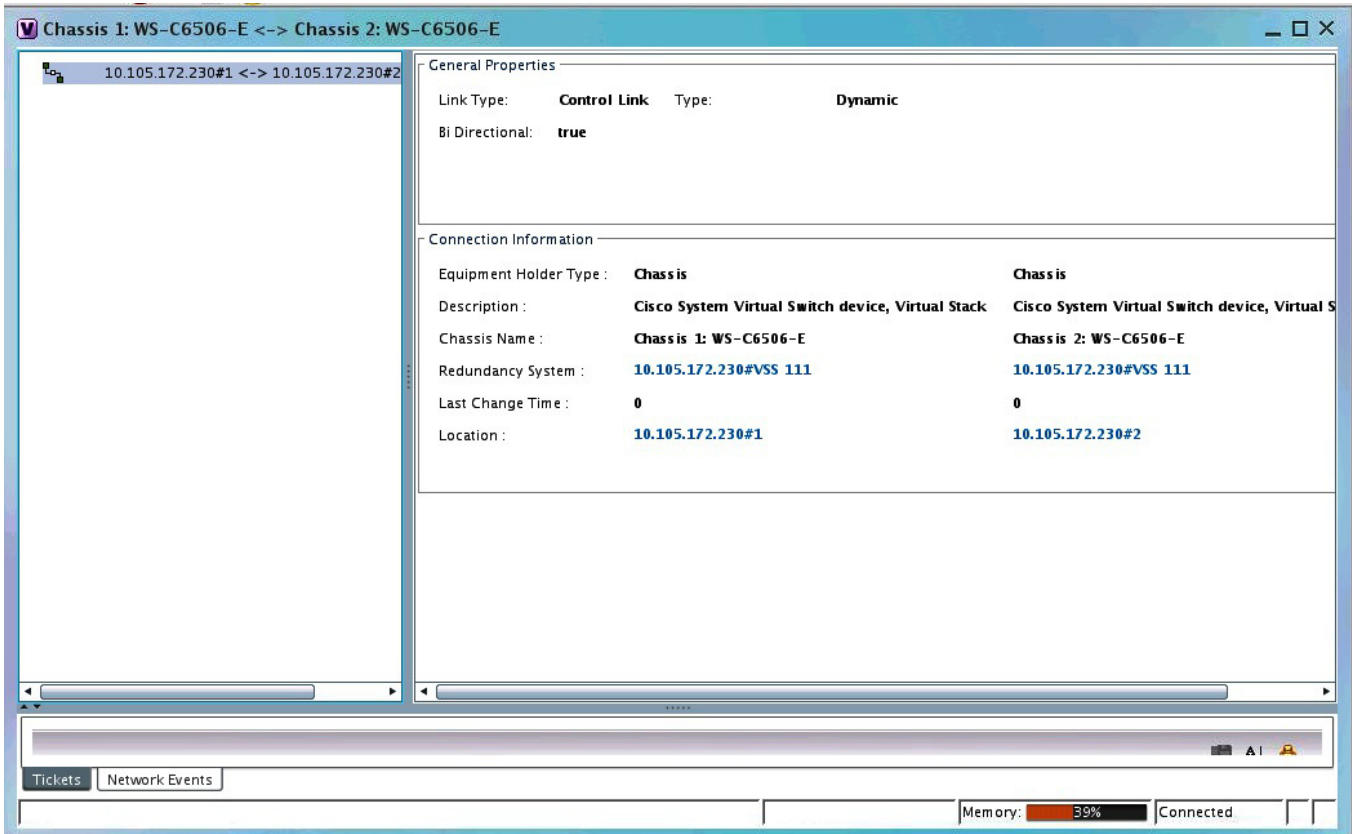 Chassis 1: WS-C6506-E <-> Chassis 2: WS-C6506-E
10.105.172.230#1 <-> 10.105.172.230#2
General Properties
Link Type: Control Link Type: Dynamic
Bi Directional: true
Connection Information
Equipment Holder Type : Chassis Chassis
Description : Cisco System Virtual Switch device, Virtual Stack Cisco System Virtual Switch device, Virtual S
Chassis Name : Chassis 1: WS-C6506-E Chassis 2: WS-C6506-E
Redundancy System : 10.105.172.230#VSS 111 10.105.172.230#VSS 111
Last Change Time : 0 0
Location : 10.105.172.230#1 10.105.172.230#2
Tickets Network Events
Memory: 39% Connected